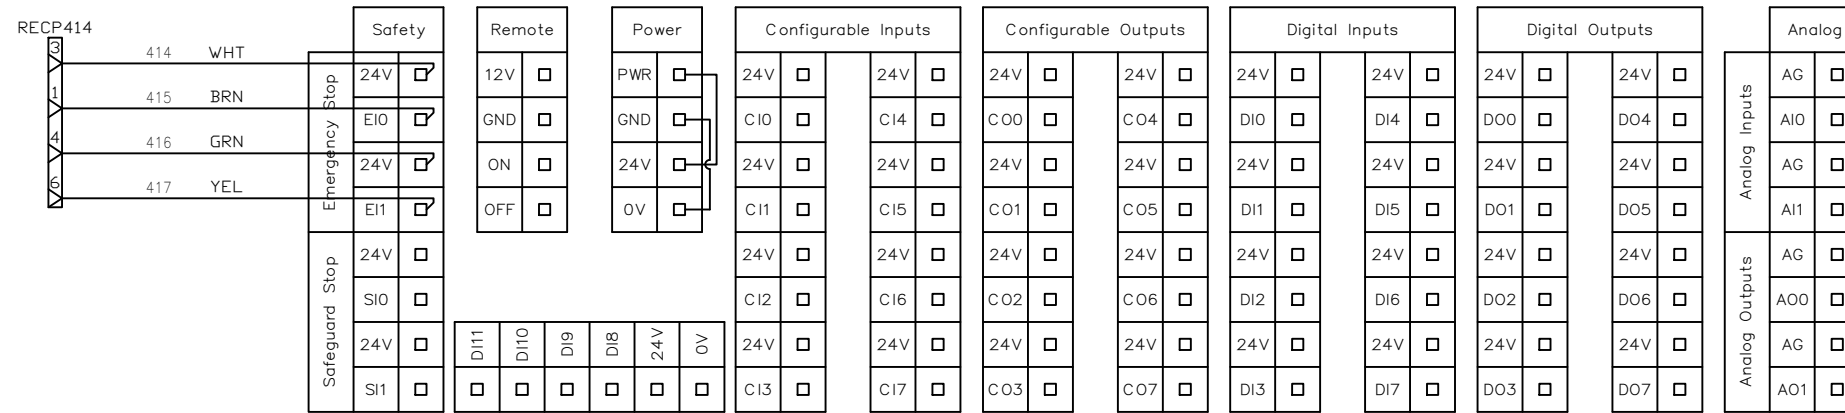 RECP414
3
414 WHT
1
415 BRN
4
416 GRN
6
417 YEL
Safety
Emergency Stop
24V
EI0
24V
EI1
Safeguard Stop
24V
SI0
24V
SI1
Remote
12V
GND
ON
OFF
Power
PWR
GND
24V
0V
DI11 DI10 DI9 DI8 24V 0V
Configurable Inputs
24V 24V
CI0 CI4
24V 24V
CI1 CI5
24V 24V
CI2 CI6
24V 24V
CI3 CI7
Configurable Outputs
24V 24V
CO0 CO4
24V 24V
CO1 CO5
24V 24V
CO2 CO6
24V 24V
CO3 CO7
Digital Inputs
24V 24V
DI0 DI4
24V 24V
DI1 DI5
24V 24V
DI2 DI6
24V 24V
DI3 DI7
Digital Outputs
24V 24V
DO0 DO4
24V 24V
DO1 DO5
24V 24V
DO2 DO6
24V 24V
DO3 DO7
Analog
Analog Inputs
AG
AI0
AG
AI1
Analog Outputs
AG
AO0
AG
AO1